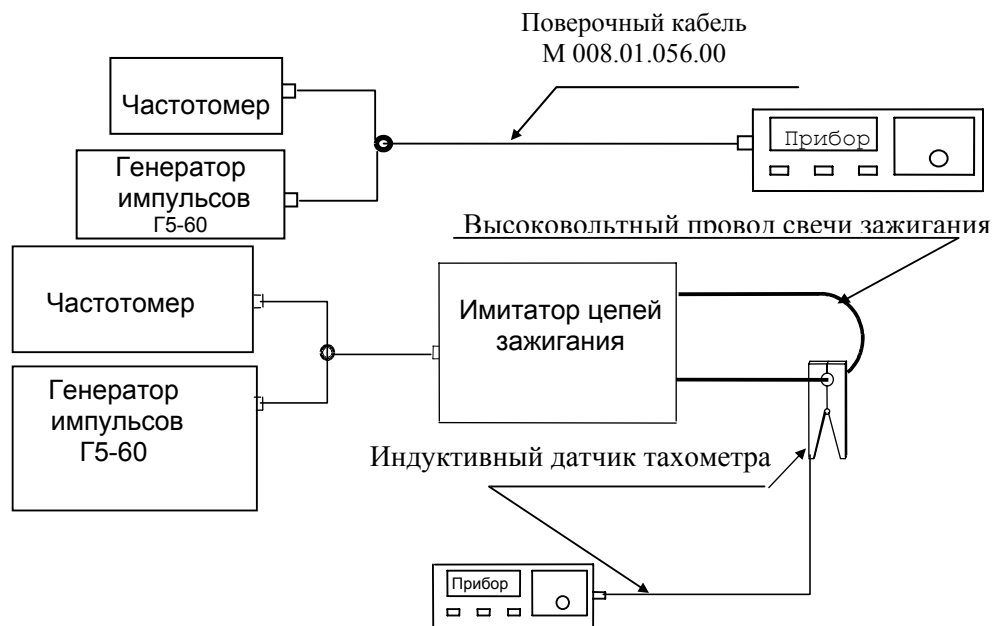 Поверочный кабель
М 008.01.056.00
Частотомер
Прибор
Генератор
импульсов
Г5-60
Высоковольтный провод свечи зажигания
Частотомер
Имитатор цепей
зажигания
Генератор
импульсов
Г5-60
Индуктивный датчик тахометра
Прибор